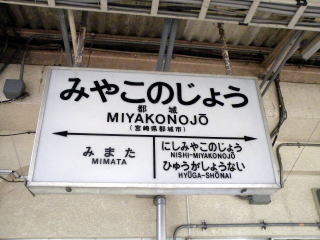 みやこのじょう
都城
MIYAKONOJŌ
(宮崎県都城市)
みまた
MIMATA
にしみやこのじょう
NISHI-MIYAKONOJŌ
ひゅうがしょうない
HYŪGA-SHŌNAI